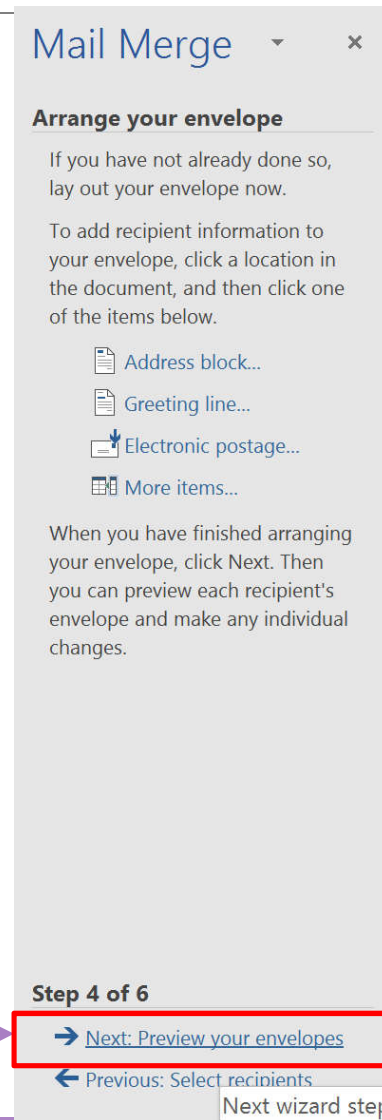 Mail Merge
Arrange your envelope
If you have not already done so,
lay out your envelope now.
To add recipient information to
your envelope, click a location in
the document, and then click one
of the items below.
Address block...
Greeting line...
Electronic postage...
More items...
When you have finished arranging
your envelope, click Next. Then
you can preview each recipient's
envelope and make any individual
changes.
Step 4 of 6
Next: Preview your envelopes
Previous: Select recipients
Next wizard step